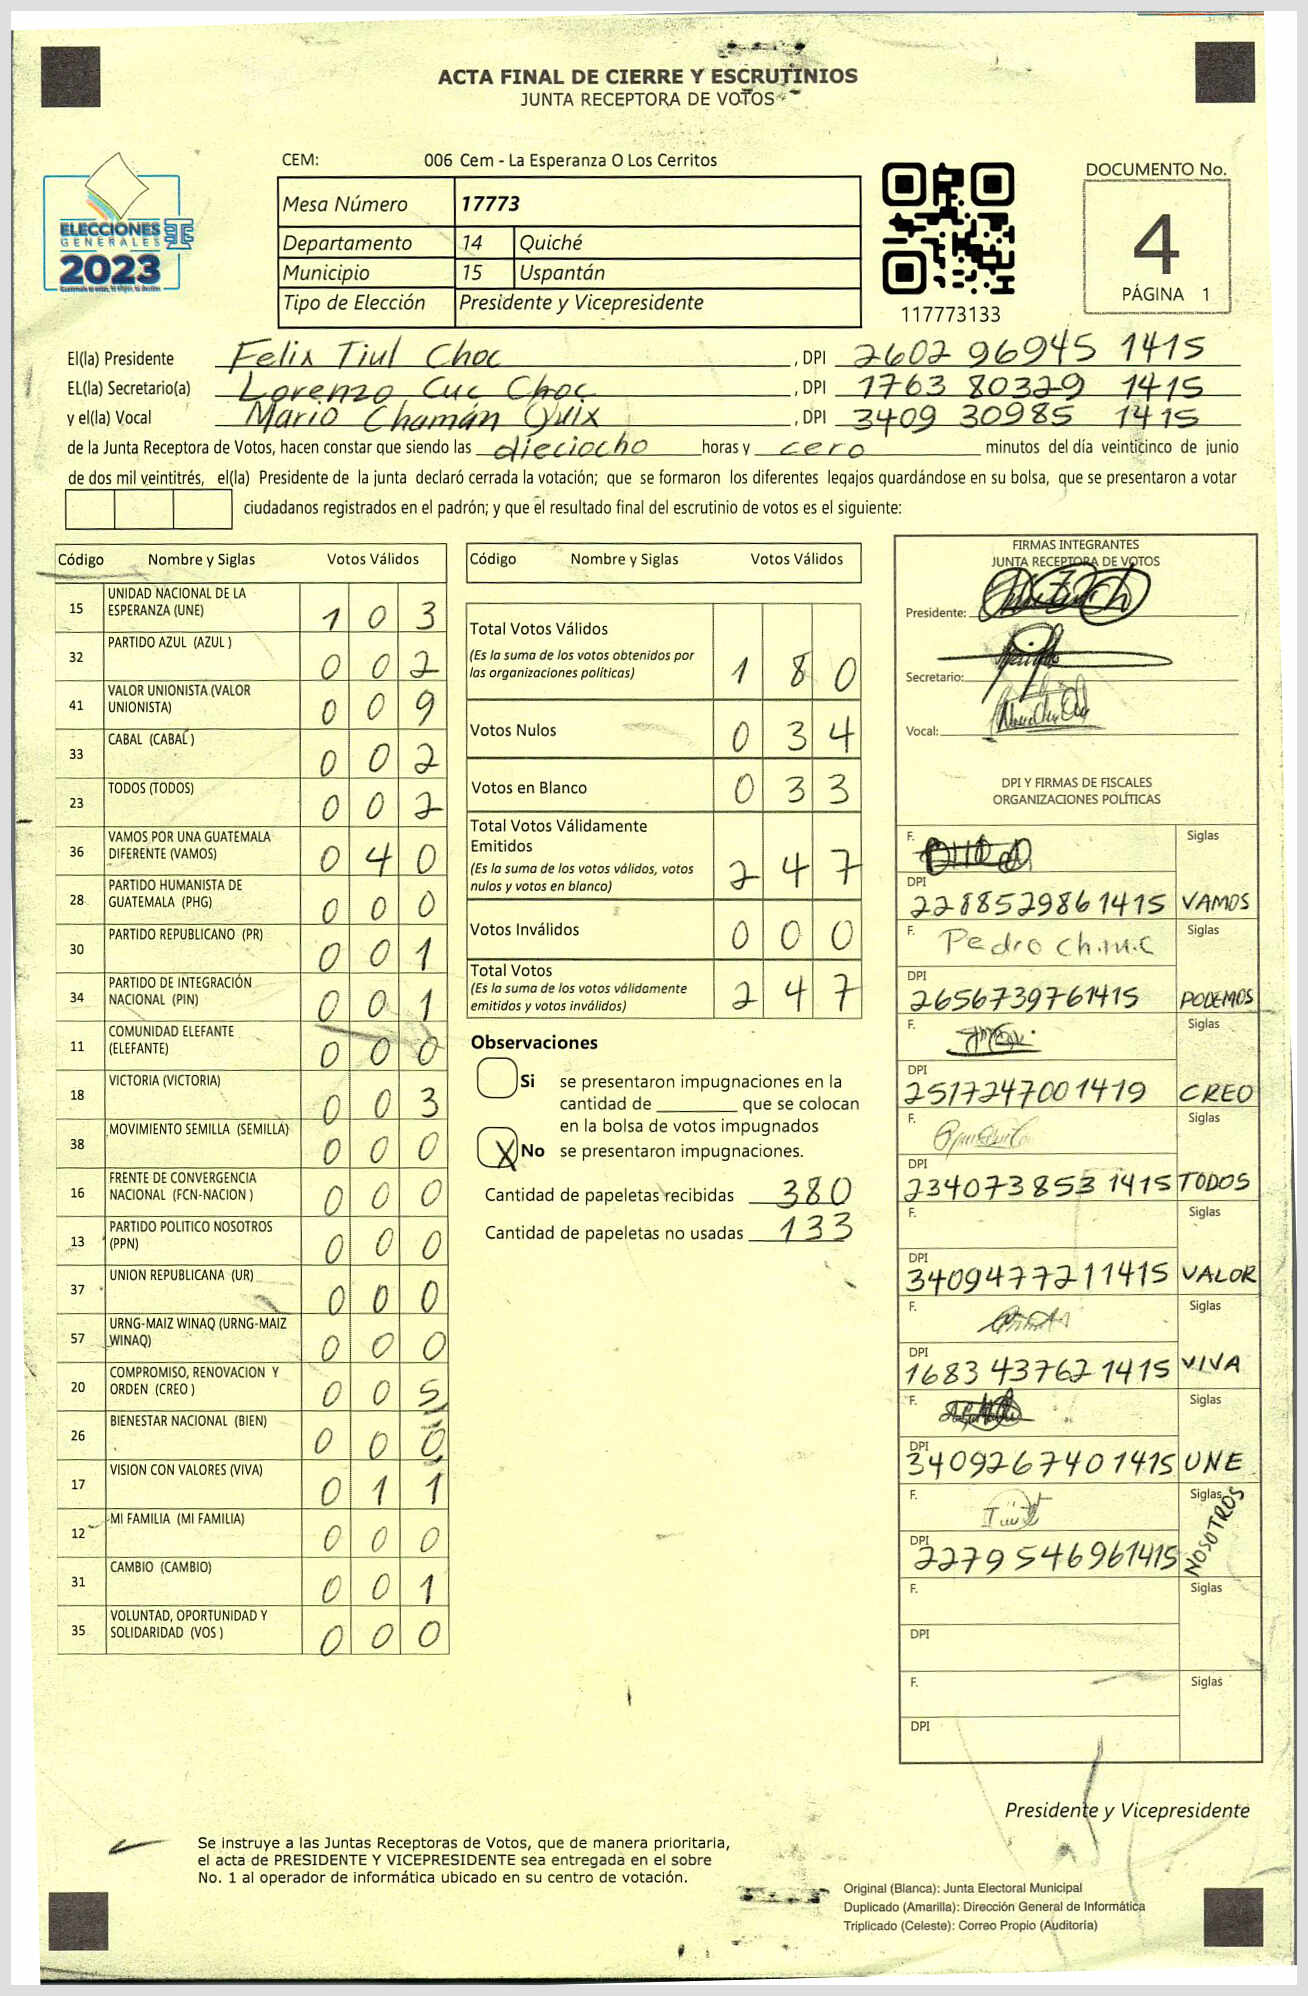 ACTA FINAL DE CIERRE Y ESCRUTINIOS
JUNTA RECEPTORA DE VOTOS
CEM: 006 Cem - La Esperanza O Los Cerritos
ELECCIONES
GENERALES
2023
Mesa Número 17773
Departamento 14 Quiché
Municipio 15 Uspantán
Tipo de Elección Presidente y Vicepresidente
117773133
DOCUMENTO No.
4
PÁGINA 1
El(la) Presidente Felix Tiul Choc , DPI 2602 96945 1415
EL(la) Secretario(a) Lorenzo Cuc Choc , DPI 1763 80329 1415
y el(la) Vocal Mario Chamán Quix , DPI 3409 30985 1415
de la Junta Receptora de Votos, hacen constar que siendo las dieciocho horas y cero minutos del día veinticinco de junio
de dos mil veintitrés, el(la) Presidente de la junta declaró cerrada la votación; que se formaron los diferentes legajos guardándose en su bolsa, que se presentaron a votar
ciudadanos registrados en el padrón; y que el resultado final del escrutinio de votos es el siguiente:
Código Nombre y Siglas Votos Válidos
15 UNIDAD NACIONAL DE LA ESPERANZA (UNE) 1 0 3
32 PARTIDO AZUL (AZUL ) 0 0 2
41 VALOR UNIONISTA (VALOR UNIONISTA) 0 0 9
33 CABAL (CABAL ) 0 0 2
23 TODOS (TODOS) 0 0 2
36 VAMOS POR UNA GUATEMALA DIFERENTE (VAMOS) 0 4 0
28 PARTIDO HUMANISTA DE GUATEMALA (PHG) 0 0 0
30 PARTIDO REPUBLICANO (PR) 0 0 1
34 PARTIDO DE INTEGRACIÓN NACIONAL (PIN) 0 0 1
11 COMUNIDAD ELEFANTE (ELEFANTE) 0 0 0
18 VICTORIA (VICTORIA) 0 0 3
38 MOVIMIENTO SEMILLA (SEMILLA) 0 0 0
16 FRENTE DE CONVERGENCIA NACIONAL (FCN-NACION ) 0 0 0
13 PARTIDO POLITICO NOSOTROS (PPN) 0 0 0
37 UNION REPUBLICANA (UR) 0 0 0
57 URNG-MAIZ WINAQ (URNG-MAIZ WINAQ) 0 0 0
20 COMPROMISO, RENOVACION Y ORDEN (CREO ) 0 0 5
26 BIENESTAR NACIONAL (BIEN) 0 0 0
17 VISION CON VALORES (VIVA) 0 1 1
12 MI FAMILIA (MI FAMILIA) 0 0 0
31 CAMBIO (CAMBIO) 0 0 1
35 VOLUNTAD, OPORTUNIDAD Y SOLIDARIDAD (VOS ) 0 0 0
Código Nombre y Siglas Votos Válidos
Total Votos Válidos
(Es la suma de los votos obtenidos por
las organizaciones políticas) 1 8 0
Votos Nulos 0 3 4
Votos en Blanco 0 3 3
Total Votos Válidamente
Emitidos
(Es la suma de los votos válidos, votos
nulos y votos en blanco) 2 4 7
Votos Inválidos 0 0 0
Total Votos
(Es la suma de los votos válidamente
emitidos y votos inválidos) 2 4 7
Observaciones
Si se presentaron impugnaciones en la
cantidad de ________ que se colocan
en la bolsa de votos impugnados
X No se presentaron impugnaciones.
Cantidad de papeletas recibidas 380
Cantidad de papeletas no usadas 133
FIRMAS INTEGRANTES
JUNTA RECEPTORA DE VOTOS
Presidente:
Secretario:
Vocal:
DPI Y FIRMAS DE FISCALES
ORGANIZACIONES POLÍTICAS
F. Siglas
DPI
2288529861415 VAMOS
F. Pedro Siglas
DPI
2656739761415 PODEMOS
F. Siglas
DPI
2517247001419 CREO
F. Siglas
DPI
234073853 1415 TODOS
F. Siglas
DPI
3409477211415 VALOR
F. Siglas
DPI
1683 43762 1415 VIVA
F. Siglas
DPI
3409267401415 UNE
F. Siglas
DPI
2279546961415 NOSOTROS
F. Siglas
DPI
F. Siglas
DPI
Presidente y Vicepresidente
Se instruye a las Juntas Receptoras de Votos, que de manera prioritaria,
el acta de PRESIDENTE Y VICEPRESIDENTE sea entregada en el sobre
No. 1 al operador de informática ubicado en su centro de votación.
Original (Blanca): Junta Electoral Municipal
Duplicado (Amarilla): Dirección General de Informática
Triplicado (Celeste): Correo Propio (Auditoría)